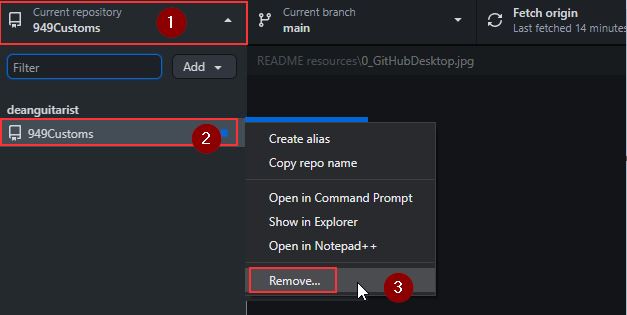 Current repository
949Customs
1
Current branch
main
Fetch origin
Last fetched 14 minutes
Filter
Add
README resources\0_GitHubDesktop.jpg
deanguitarist
949Customs
2
Create alias
Copy repo name
Open in Command Prompt
Show in Explorer
Open in Notepad++
Remove...
3